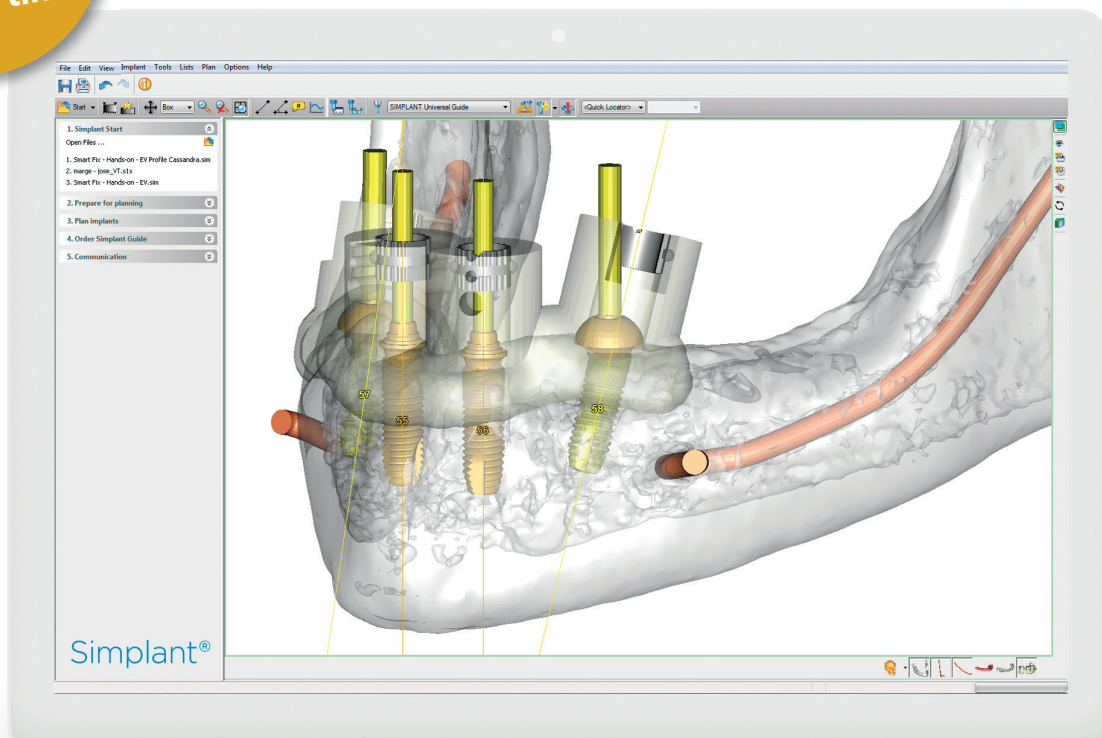 File Edit View Implant Tools Lists Plan Options Help
Start
Box
SIMPLANT Universal Guide
<Quick Locator>
1. Simplant Start
Open Files ...
1. Smart Fix - Hands-on - EV Profile Cassandra.sim
2. marge - jose_VT.s1s
3. Smart Fix - Hands-on - EV.sim
2. Prepare for planning
3. Plan implants
4. Order Simplant Guide
5. Communication
57
55
56
58
Simplant®